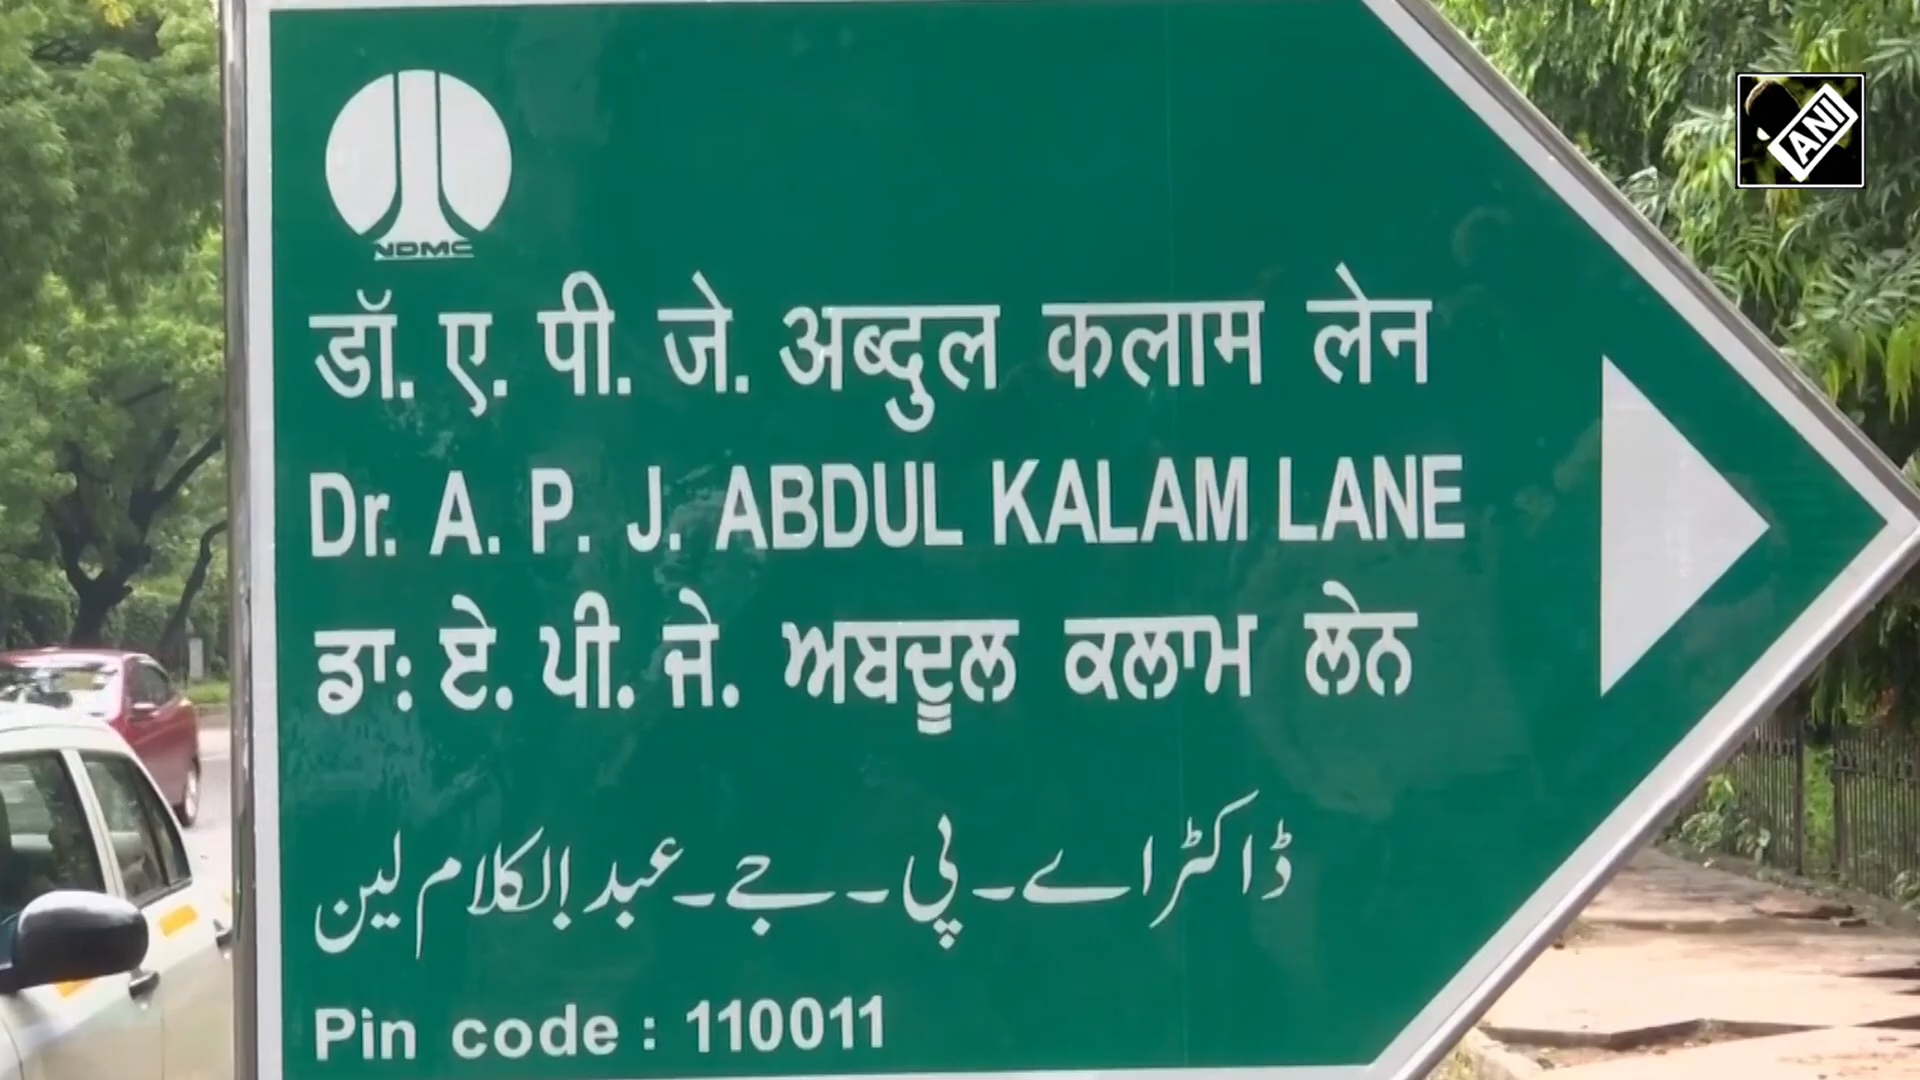 ANI
NDMC
डॉ. ए. पी. जे. अब्दुल कलाम लेन
Dr. A. P. J. ABDUL KALAM LANE
ਡਾ: ਏ. ਪੀ. ਜੇ. ਅਬਦੂਲ ਕਲਾਮ ਲੇਨ
ڈاکٹر اے۔ پی۔ جے۔ عبدالکلام لین
Pin code : 110011